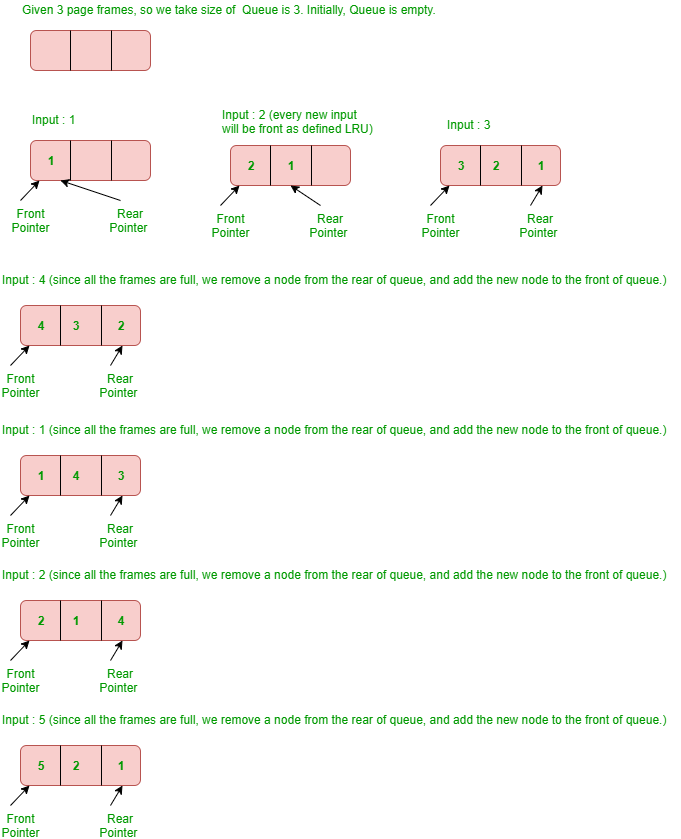 Given 3 page frames, so we take size of  Queue is 3. Initially, Queue is empty.
Input : 1
Input : 2 (every new input
will be front as defined LRU)
Input : 3
1
2 1
3 2 1
Front
Pointer
Rear
Pointer
Front
Pointer
Rear
Pointer
Front
Pointer
Rear
Pointer
Input : 4 (since all the frames are full, we remove a node from the rear of queue, and add the new node to the front of queue.)
4 3 2
Front
Pointer
Rear
Pointer
Input : 1 (since all the frames are full, we remove a node from the rear of queue, and add the new node to the front of queue.)
1 4 3
Front
Pointer
Rear
Pointer
Input : 2 (since all the frames are full, we remove a node from the rear of queue, and add the new node to the front of queue.)
2 1 4
Front
Pointer
Rear
Pointer
Input : 5 (since all the frames are full, we remove a node from the rear of queue, and add the new node to the front of queue.)
5 2 1
Front
Pointer
Rear
Pointer